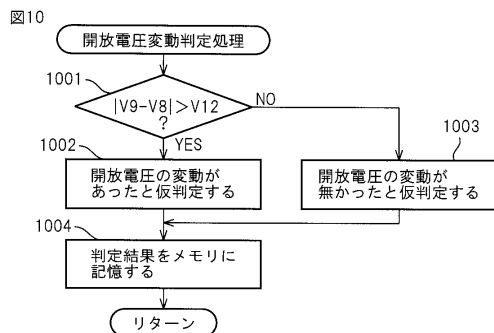 図10
開放電圧変動判定処理
1001
|V9-V8|>V12
?
NO
YES
1002
開放電圧の変動が
あったと仮判定する
1003
開放電圧の変動が
無かったと仮判定する
1004
判定結果をメモリに
記憶する
リターン